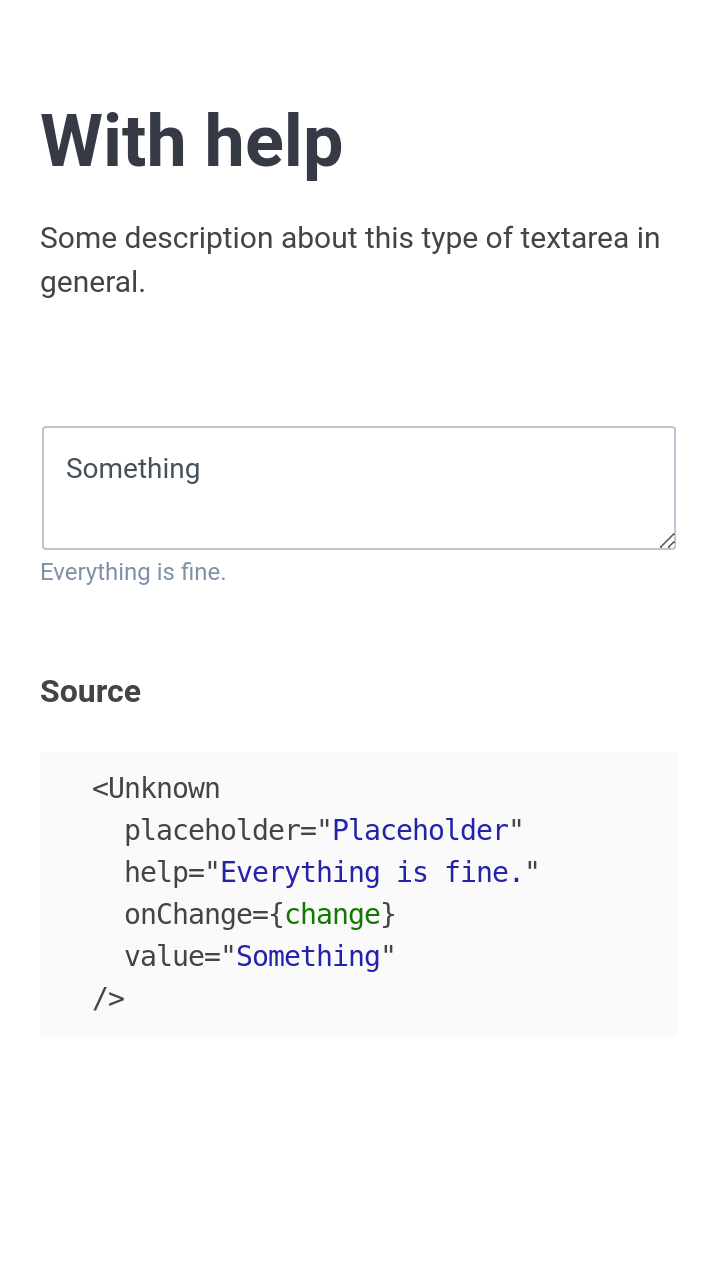 With help
Some description about this type of textarea in
general.
Something
Everything is fine.
Source
<Unknown
  placeholder="Placeholder"
  help="Everything is fine."
  onChange={change}
  value="Something"
/>